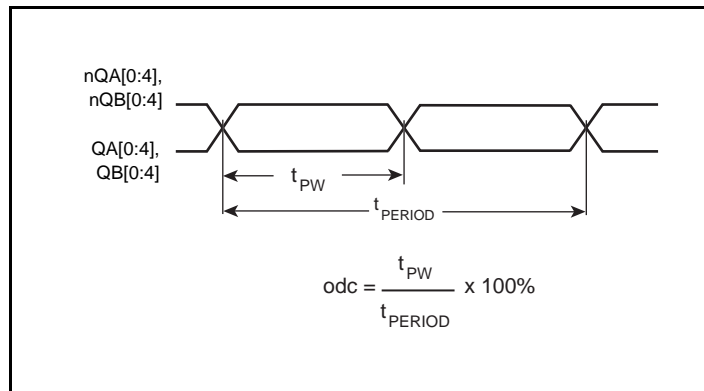 nQA[0:4],
nQB[0:4]
QA[0:4],
QB[0:4]
tPW
tPERIOD
odc = tPW / tPERIOD x 100%